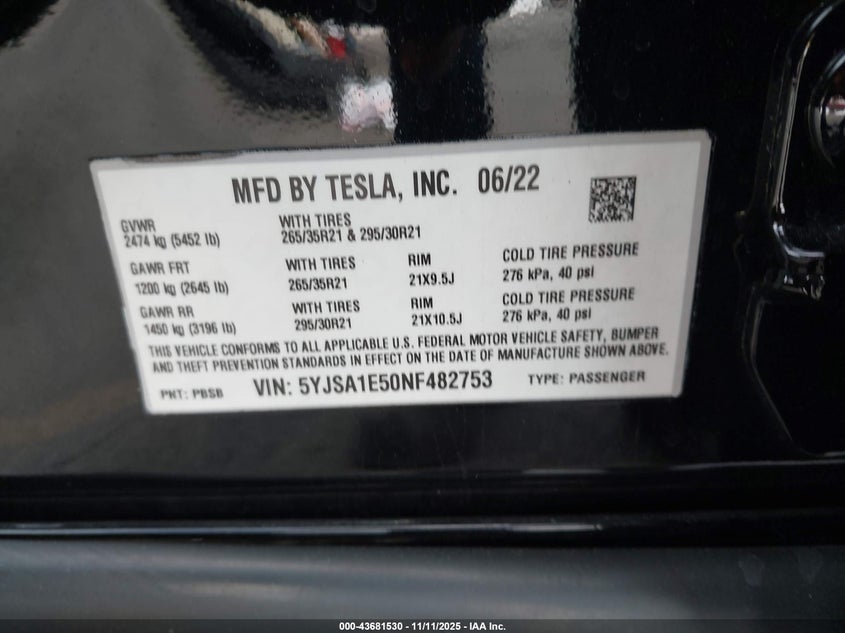 MFD BY TESLA, INC. 06/22
GVWR
2474 kg (5452 lb)
WITH TIRES
265/35R21 & 295/30R21
GAWR FRT
1200 kg (2645 lb)
WITH TIRES
265/35R21
RIM
21X9.5J
COLD TIRE PRESSURE
276 kPa, 40 psi
GAWR RR
1450 kg (3196 lb)
WITH TIRES
295/30R21
RIM
21X10.5J
COLD TIRE PRESSURE
276 kPa, 40 psi
THIS VEHICLE CONFORMS TO ALL APPLICABLE U.S. FEDERAL MOTOR VEHICLE SAFETY, BUMPER
AND THEFT PREVENTION STANDARDS IN EFFECT ON THE DATE OF MANUFACTURE SHOWN ABOVE.
PNT: PBSB VIN: 5YJSA1E50NF482753 TYPE: PASSENGER
000-43681530 - 11/11/2025 - IAA Inc.